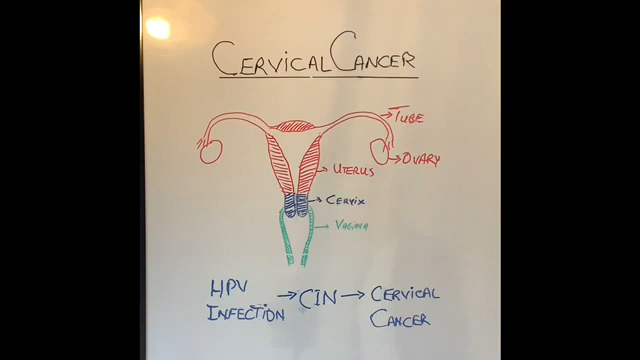 CERVICAL CANCER
TUBE
OVARY
UTERUS
CERVIX
VAGINA
HPV INFECTION → CIN → CERVICAL CANCER